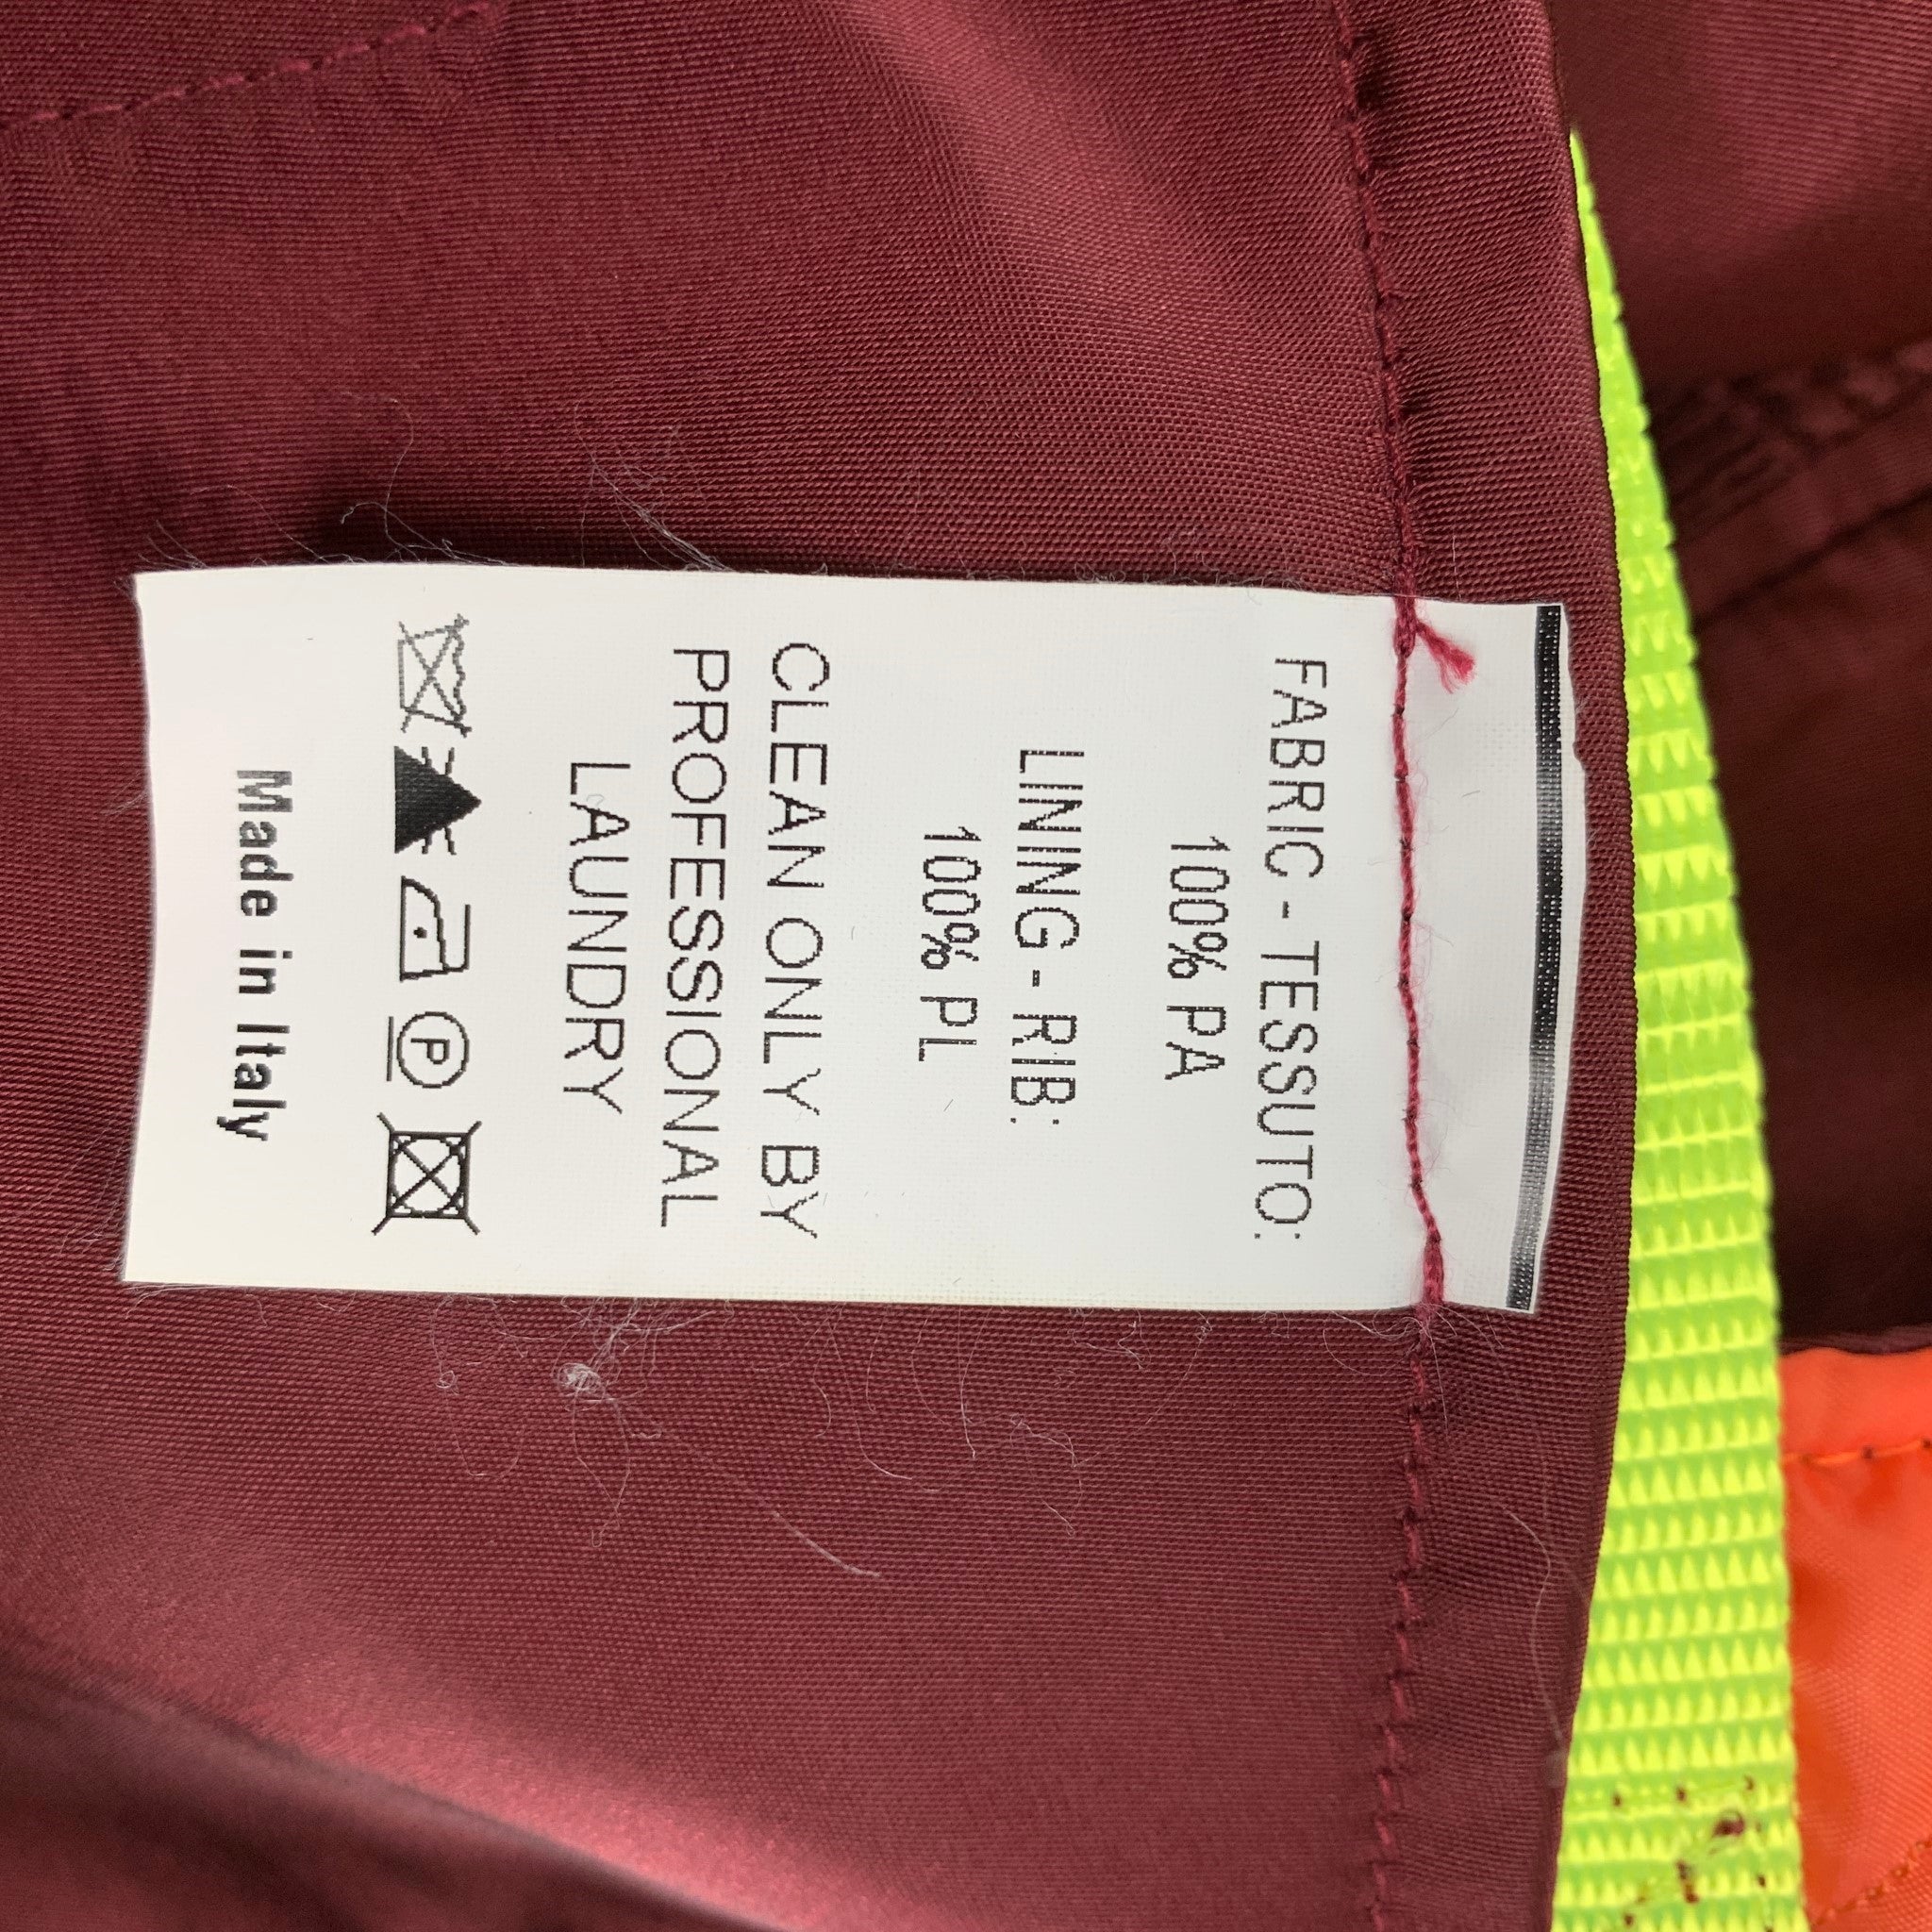 FABRIC - TESSUTO:
100% PA
LINING - RIB:
100% PL
CLEAN ONLY BY
PROFESSIONAL
LAUNDRY
P
Made in Italy